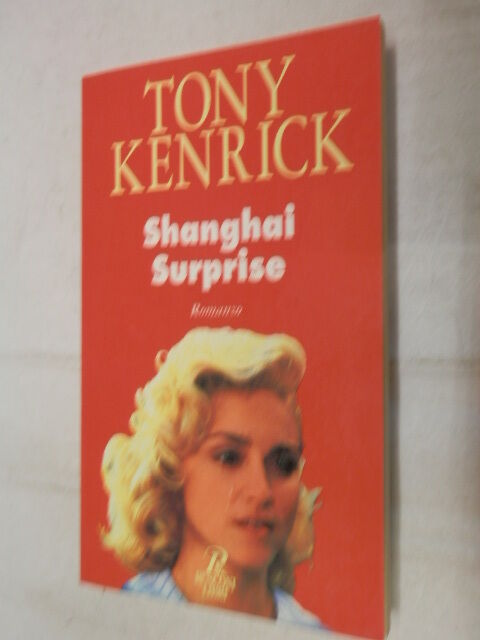 TONY
KENRICK
Shanghai
Surprise
Romanzo